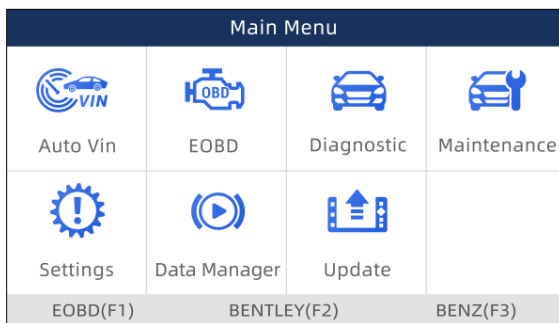 Main Menu
VIN OBD
Auto Vin EOBD Diagnostic Maintenance
Settings Data Manager Update
EOBD(F1) BENTLEY(F2) BENZ(F3)